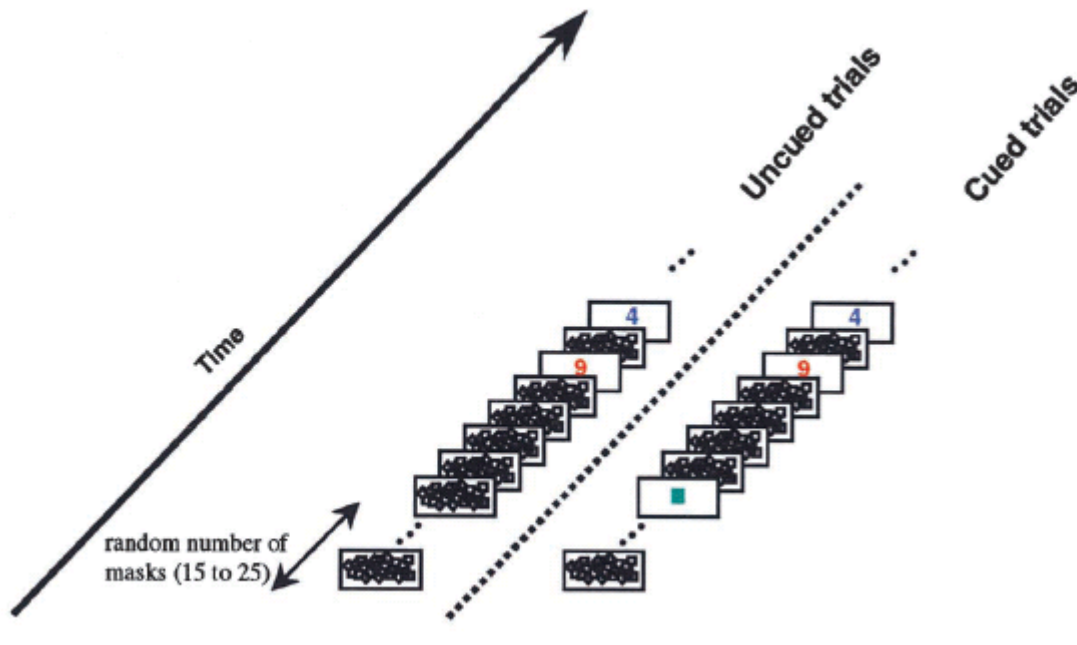 Time
Uncued trials
Cued trials
4
9
4
9
random number of
masks (15 to 25)